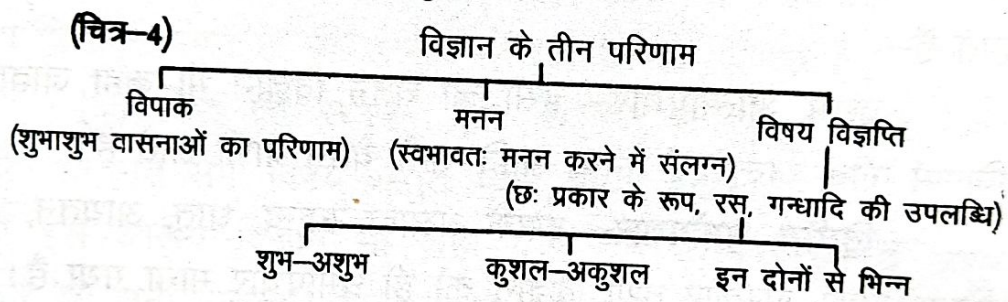 (चित्र–4)
विज्ञान के तीन परिणाम
विपाक
(शुभाशुभ वासनाओं का परिणाम)
मनन
(स्वभावतः मनन करने में संलग्न)
विषय विज्ञप्ति
(छः प्रकार के रूप, रस, गन्धादि की उपलब्धि)
शुभ–अशुभ
कुशल–अकुशल
इन दोनों से भिन्न